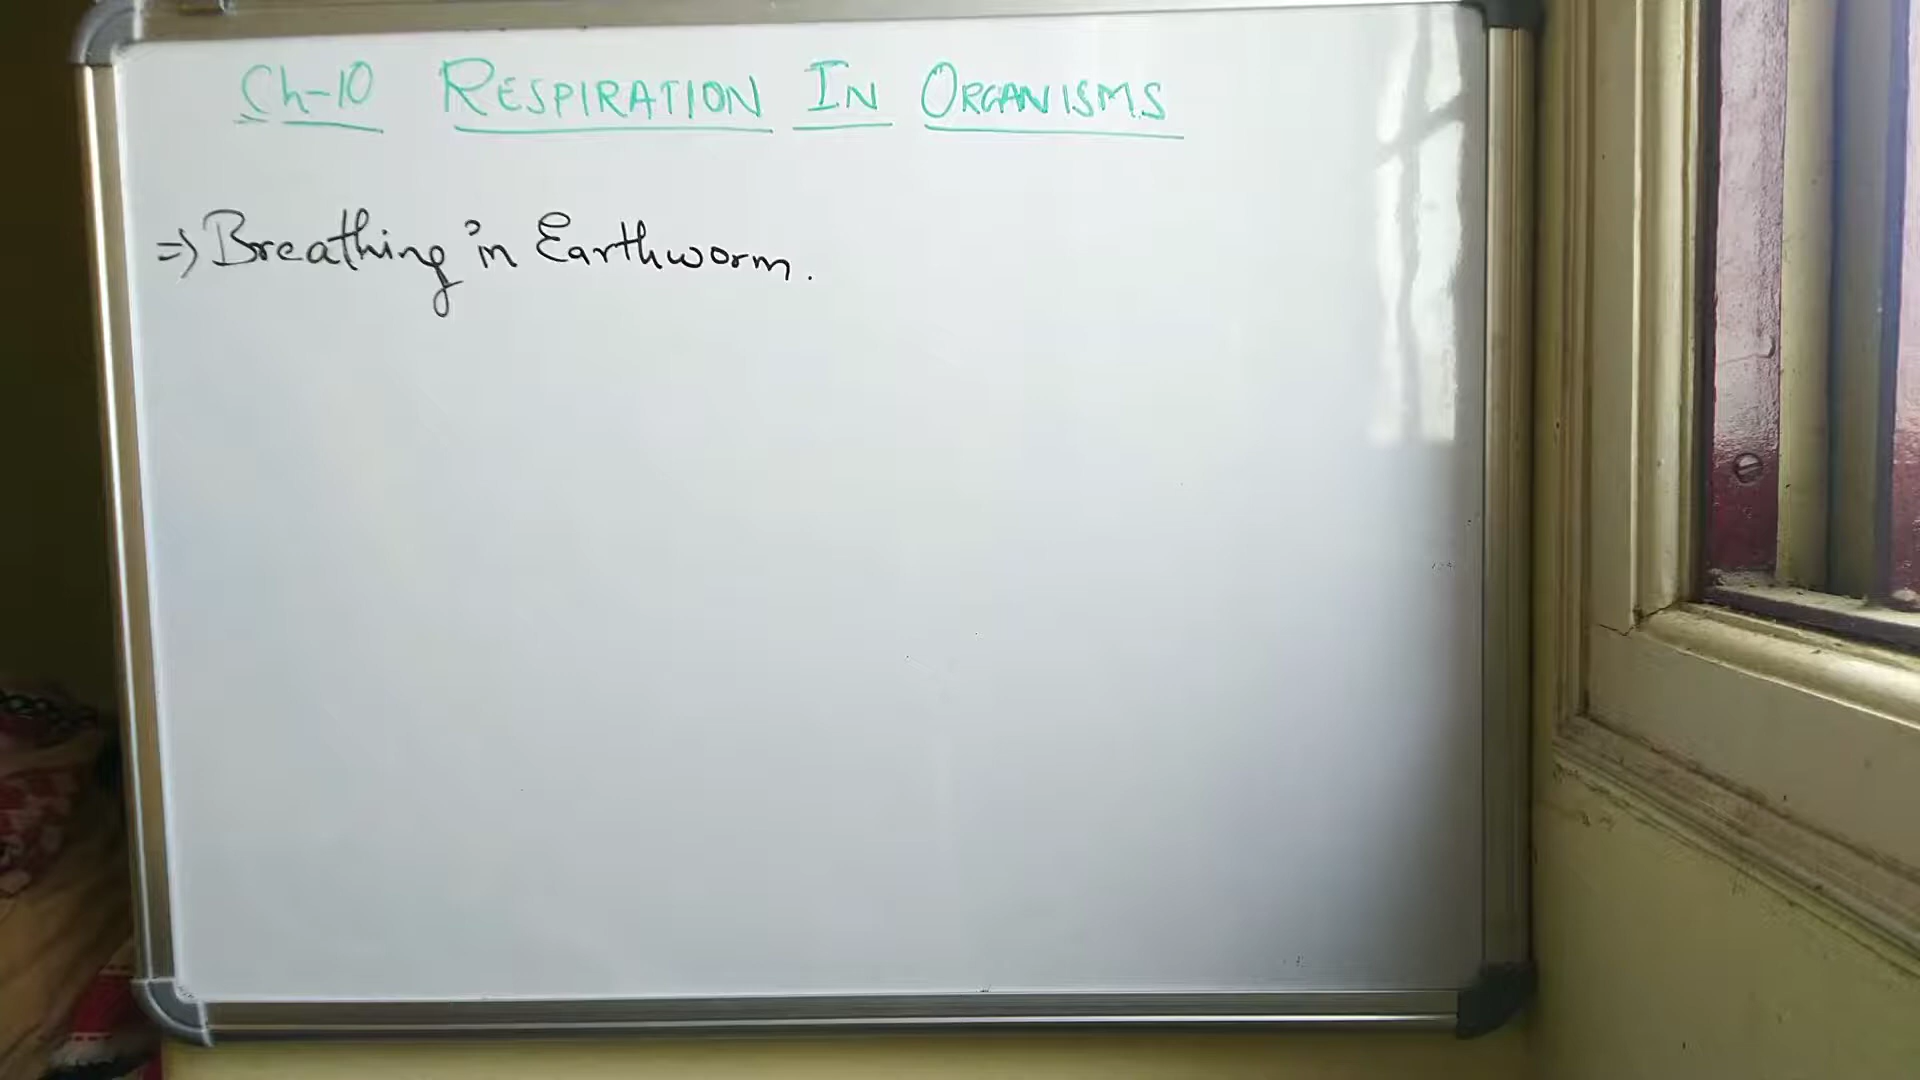 Ch-10 RESPIRATION IN ORGANISMS
⇒ Breathing in Earthworm.